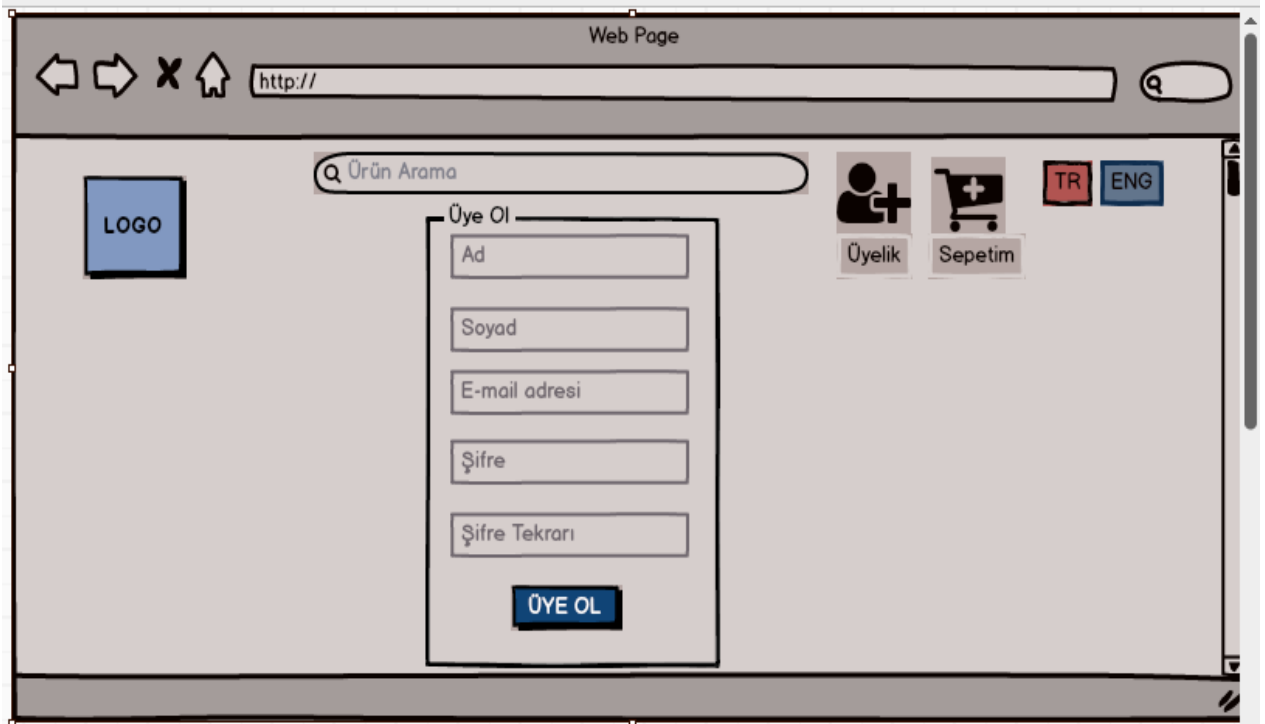 Web Page
http://
Ürün Arama
TR
ENG
LOGO
Üye Ol
Üyelik
Sepetim
Ad
Soyad
E-mail adresi
Şifre
Şifre Tekrarı
ÜYE OL